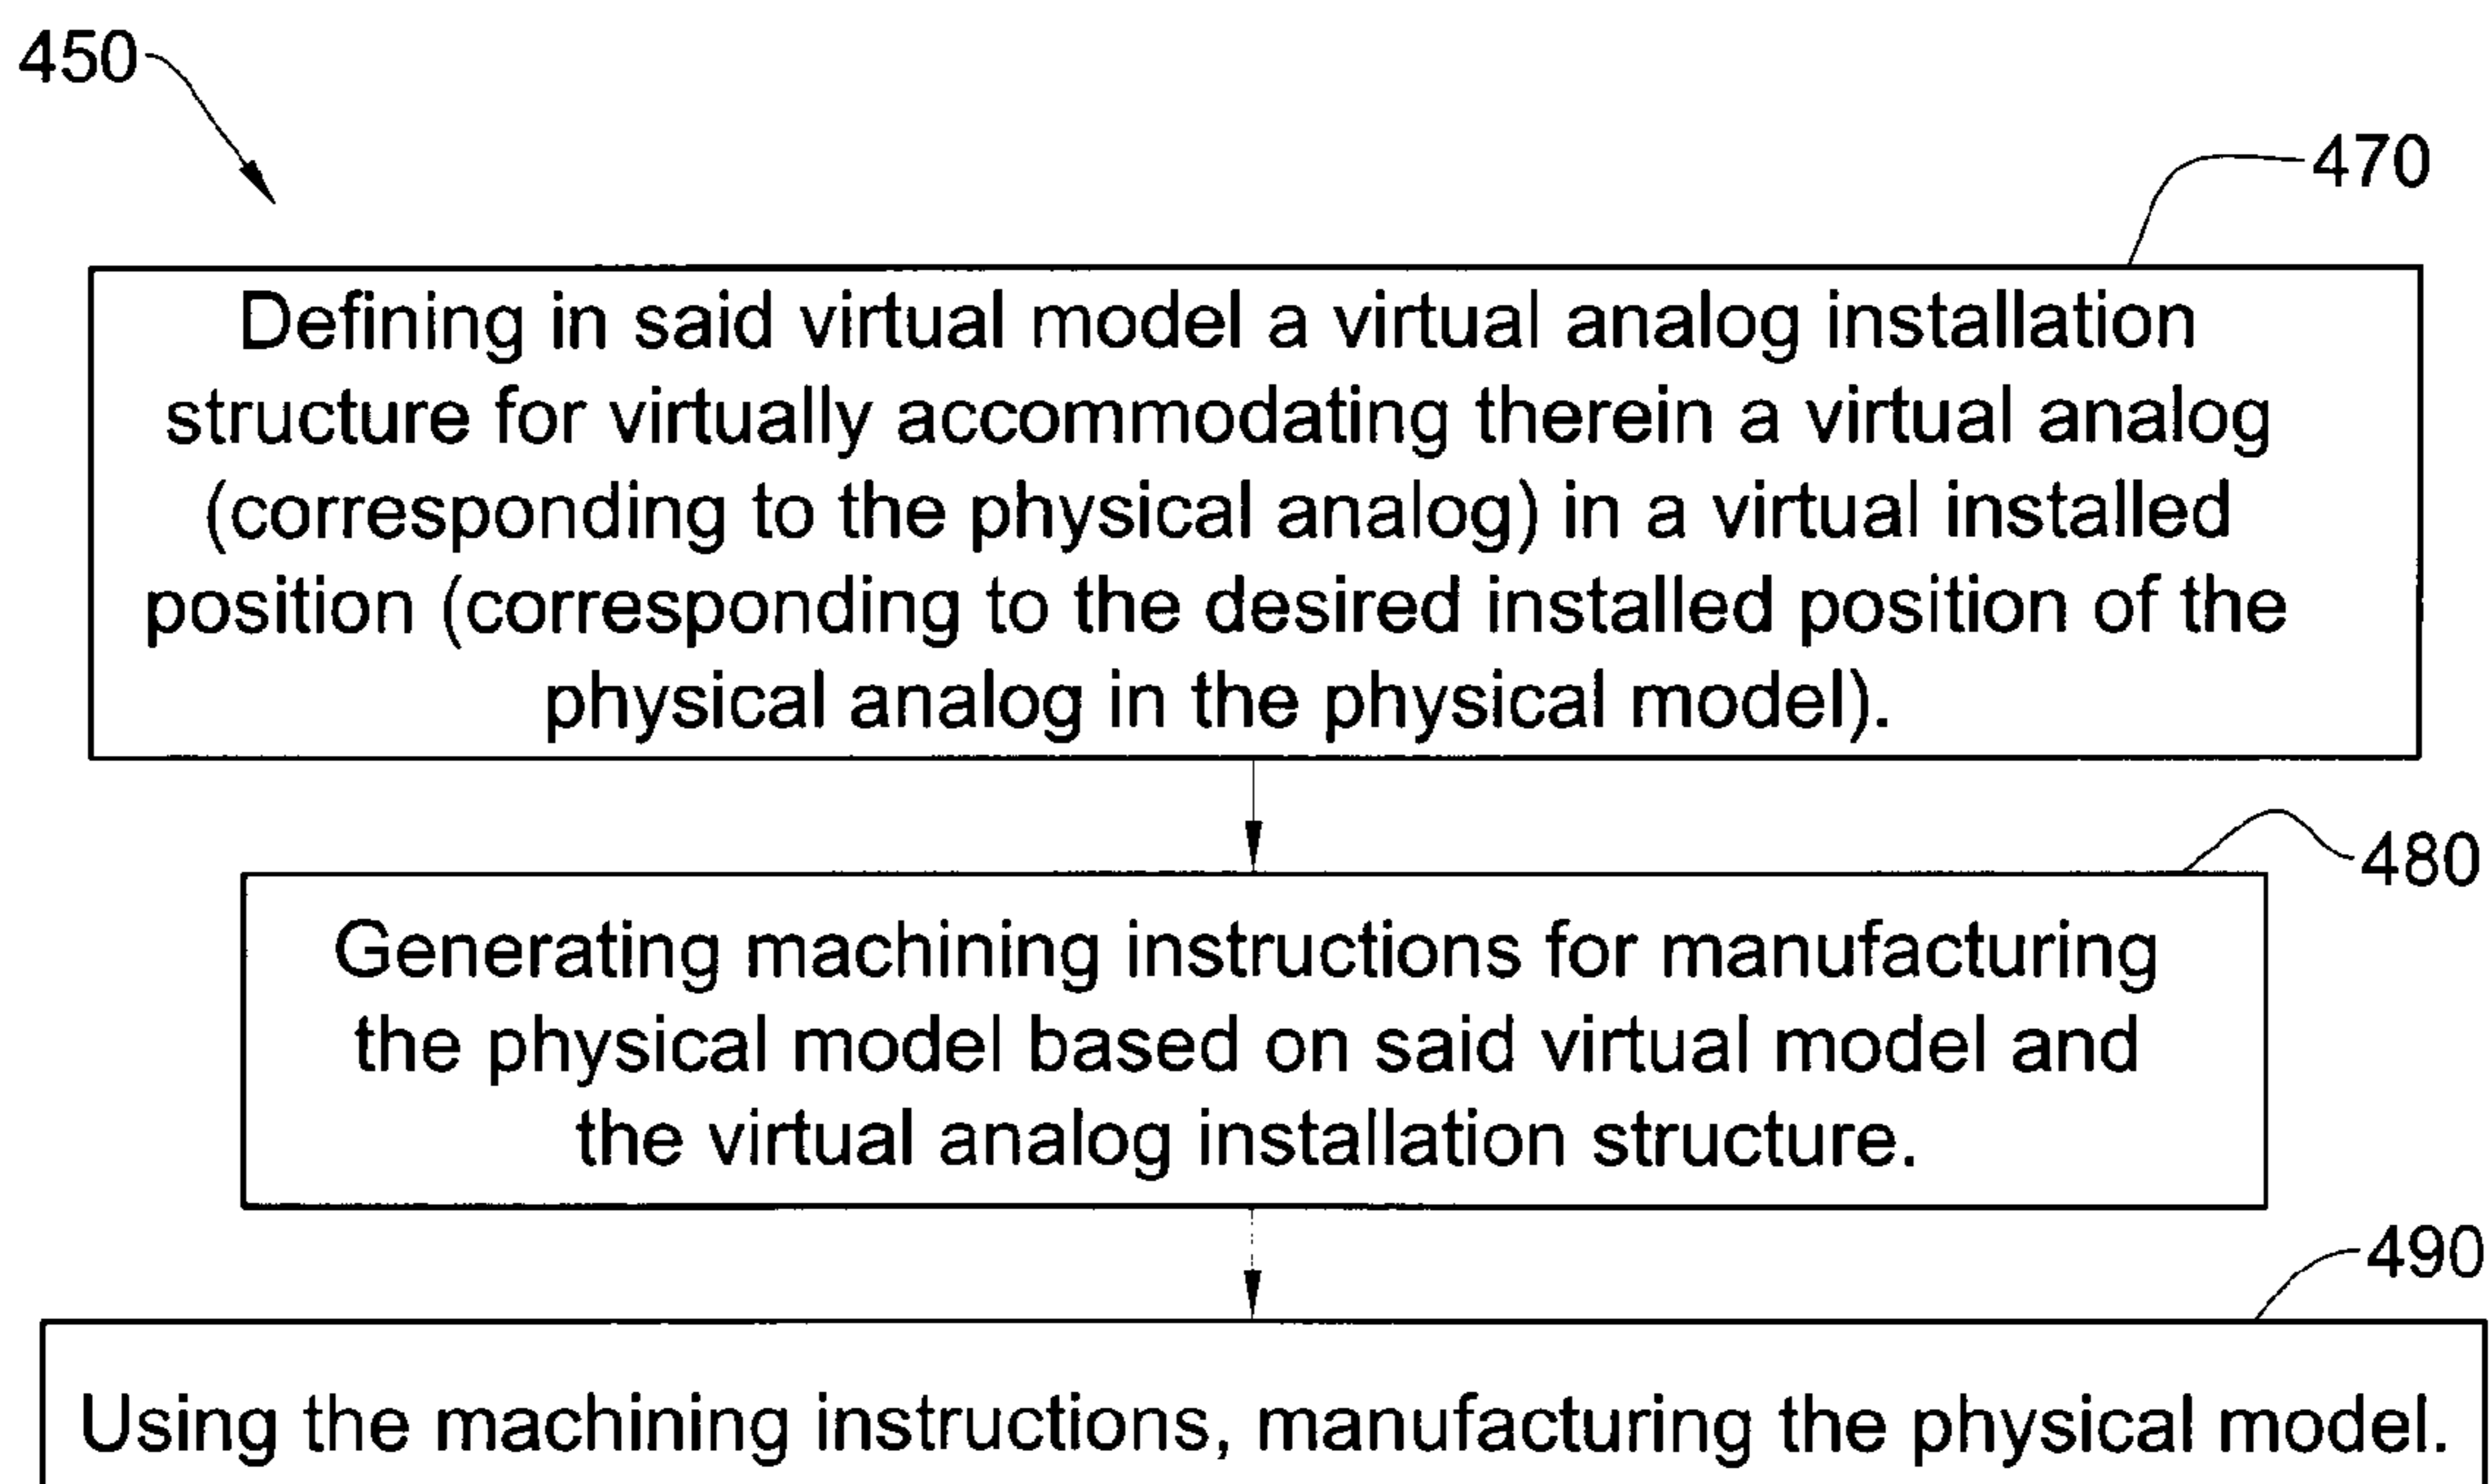 450
470
Defining in said virtual model a virtual analog installation
structure for virtually accommodating therein a virtual analog
(corresponding to the physical analog) in a virtual installed
position (corresponding to the desired installed position of the
physical analog in the physical model).
480
Generating machining instructions for manufacturing
the physical model based on said virtual model and
the virtual analog installation structure.
490
Using the machining instructions, manufacturing the physical model.